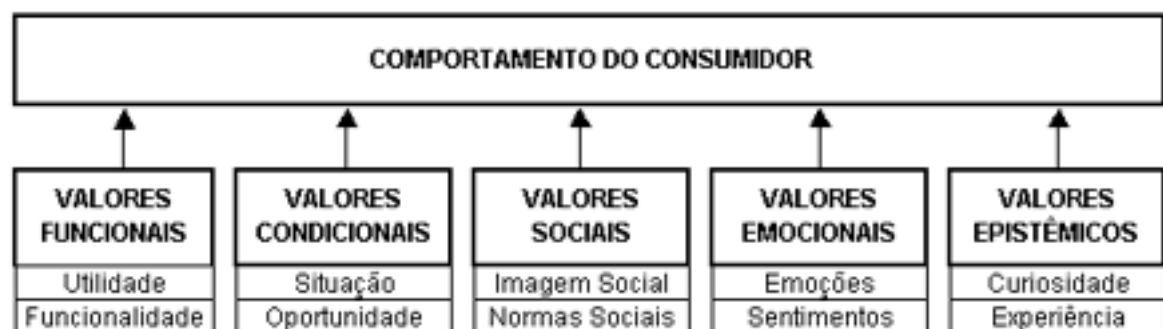 COMPORTAMENTO DO CONSUMIDOR
VALORES
FUNCIONAIS
Utilidade
Funcionalidade
VALORES
CONDICIONAIS
Situação
Oportunidade
VALORES
SOCIAIS
Imagem Social
Normas Sociais
VALORES
EMOCIONAIS
Emoções
Sentimentos
VALORES
EPISTÊMICOS
Curiosidade
Experiência